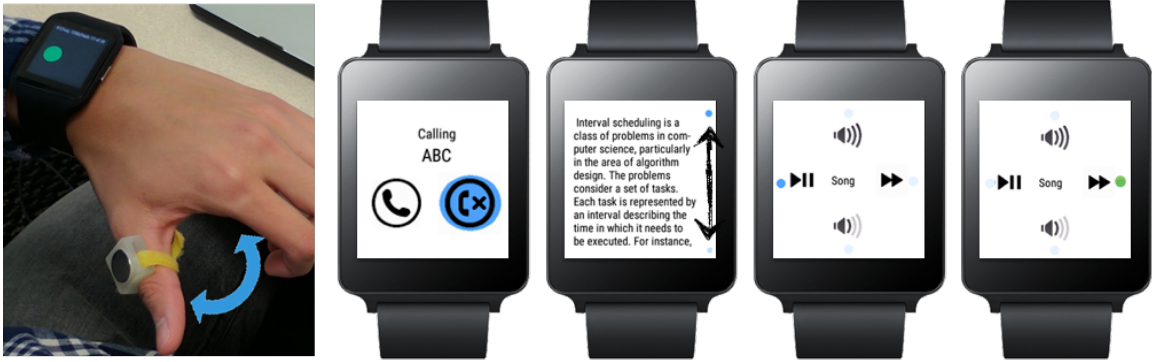 Calling
ABC
Interval scheduling is a
class of problems in com-
puter science, particularly
in the area of algorithm
design. The problems
consider a set of tasks.
Each task is represented by
an interval describing the
time in which it needs to
be executed. For instance,
Song
Song